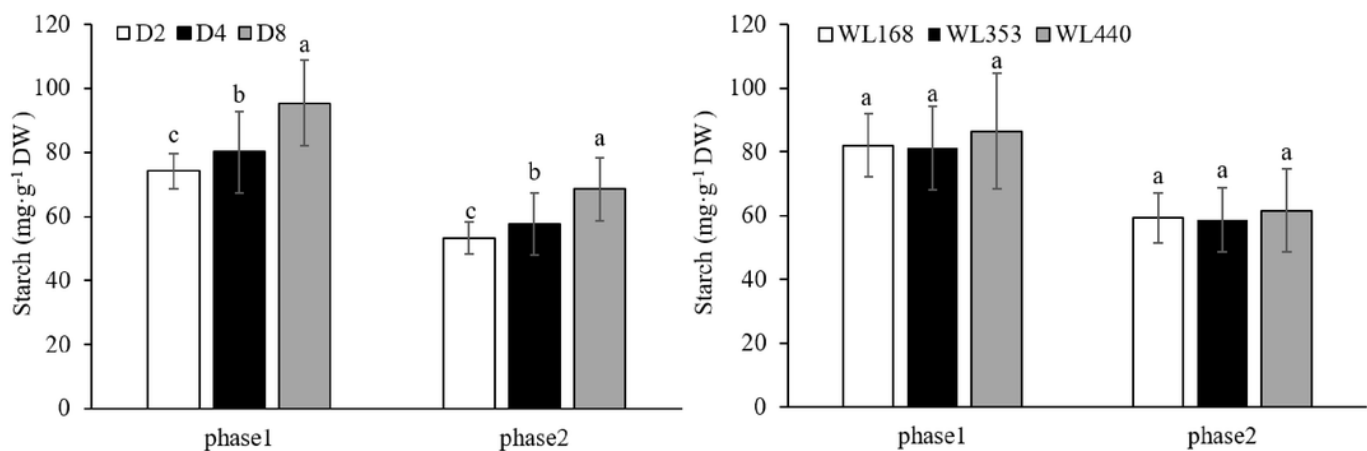 120
100
80
60
40
20
0
Starch (mg·g⁻¹ DW)
D2 D4 D8
c b a
c b a
phase1 phase2
120
100
80
60
40
20
0
Starch (mg·g⁻¹ DW)
WL168 WL353 WL440
a a a
a a a
phase1 phase2